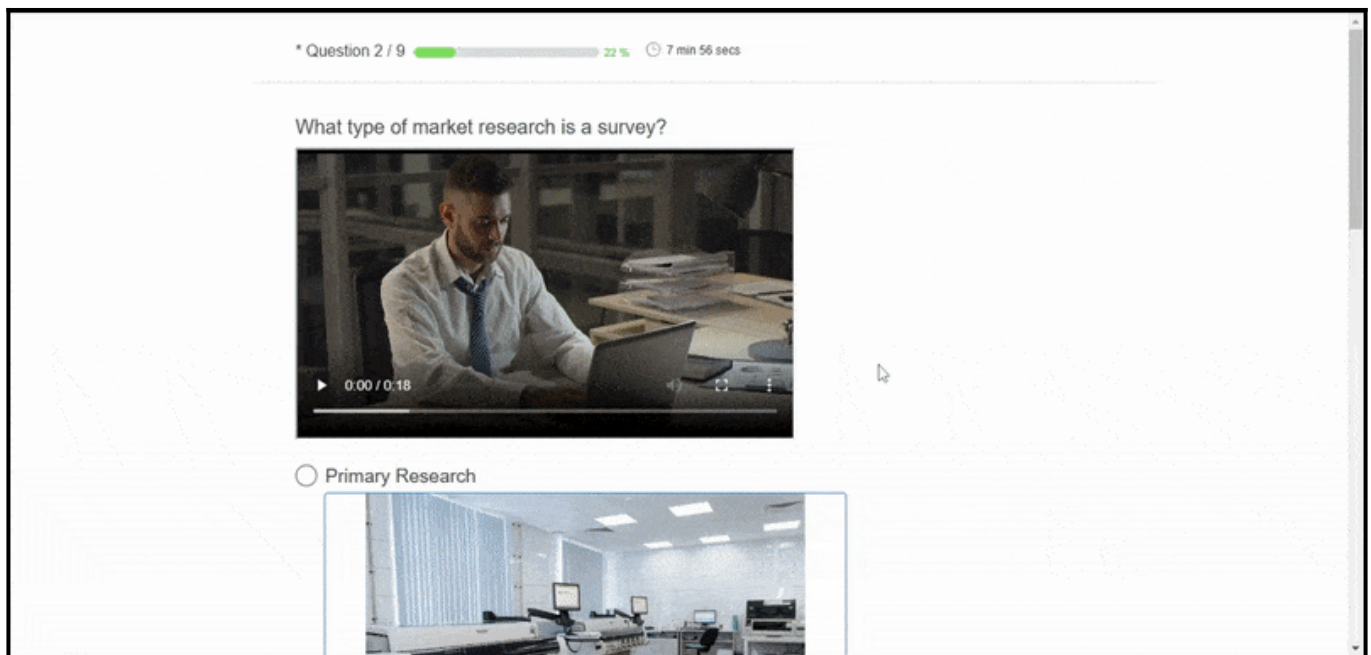 * Question 2 / 9 22 % 7 min 56 secs
What type of market research is a survey?
0:00 / 0:18
Primary Research